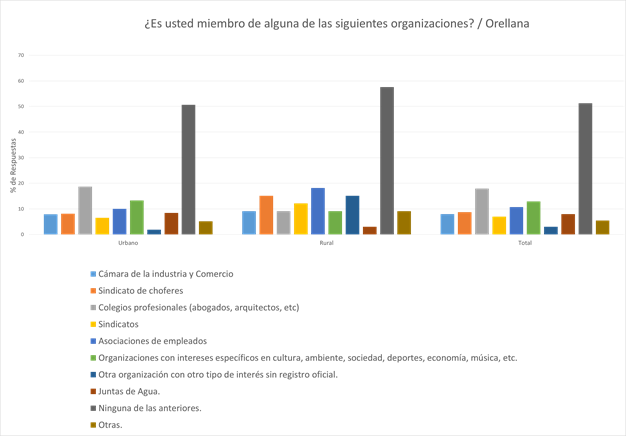 ¿Es usted miembro de alguna de las siguientes organizaciones? / Orellana
70
60
50
40
30
20
10
0
% de Respuestas
Urbano Rural Total
Cámara de la industria y Comercio
Sindicato de choferes
Colegios profesionales (abogados, arquitectos, etc)
Sindicatos
Asociaciones de empleados
Organizaciones con intereses específicos en cultura, ambiente, sociedad, deportes, economía, música, etc.
Otra organización con otro tipo de interés sin registro oficial.
Juntas de Agua.
Ninguna de las anteriores.
Otras.